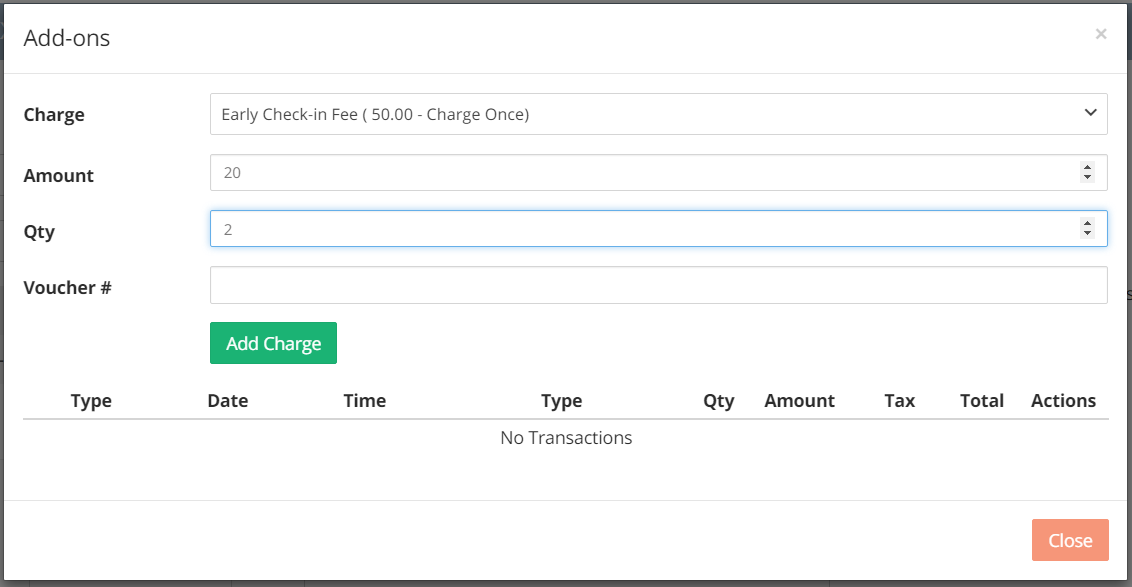 Add-ons
×
Charge
Early Check-in Fee ( 50.00 - Charge Once)
Amount
20
Qty
2
Voucher #
Add Charge
Type Date Time Type Qty Amount Tax Total Actions
No Transactions
Close